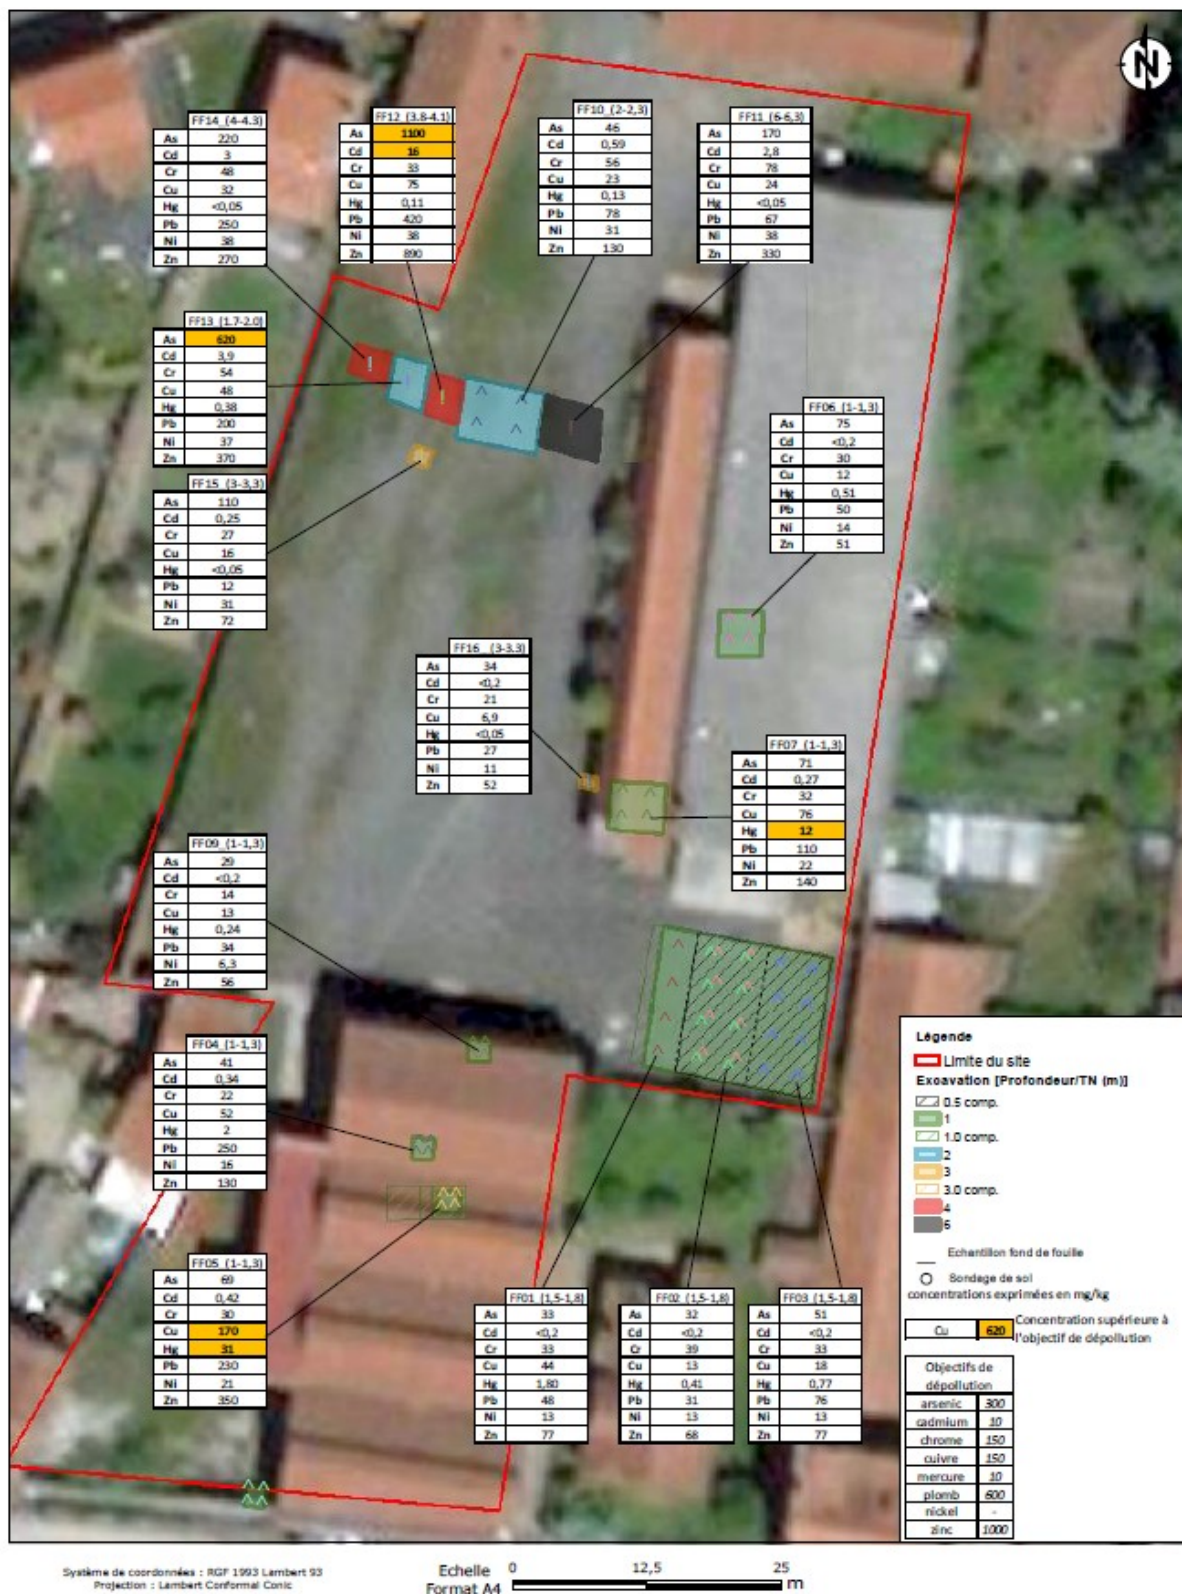 N
FF14_(4-4.3)
As 220
Cd 3
Cr 48
Cu 32
Hg <0,05
Pb 250
Ni 38
Zn 270
FF12_(3.8-4.1)
As 1100
Cd 16
Cr 33
Cu 75
Hg 0,11
Pb 420
Ni 38
Zn 890
FF10_(2-2,3)
As 46
Cd 0,59
Cr 56
Cu 23
Hg 0,13
Pb 78
Ni 31
Zn 130
FF11_(6-6,3)
As 170
Cd 2,8
Cr 78
Cu 24
Hg <0,05
Pb 67
Ni 38
Zn 330
FF13_(1.7-2.0)
As 620
Cd 3,9
Cr 54
Cu 48
Hg 0,38
Pb 200
Ni 37
Zn 370
FF15_(3-3,3)
As 110
Cd 0,25
Cr 27
Cu 16
Hg <0,05
Pb 12
Ni 31
Zn 72
FF06_(1-1,3)
As 75
Cd <0,2
Cr 30
Cu 12
Hg 0,51
Pb 50
Ni 14
Zn 51
FF16_ (3-3.3)
As 34
Cd <0,2
Cr 21
Cu 6,9
Hg <0,05
Pb 27
Ni 11
Zn 52
FF07_(1-1,3)
As 71
Cd 0,27
Cr 32
Cu 76
Hg 12
Pb 110
Ni 22
Zn 140
FF09_(1-1,3)
As 29
Cd <0,2
Cr 14
Cu 13
Hg 0,24
Pb 34
Ni 6,3
Zn 56
FF04_(1-1,3)
As 41
Cd 0,34
Cr 22
Cu 52
Hg 2
Pb 250
Ni 16
Zn 130
FF05_(1-1,3)
As 69
Cd 0,42
Cr 30
Cu 170
Hg 31
Pb 230
Ni 21
Zn 350
FF01_(1,5-1,8)
As 33
Cd <0,2
Cr 33
Cu 44
Hg 1,80
Pb 48
Ni 13
Zn 77
FF02_(1,5-1,8)
As 32
Cd <0,2
Cr 39
Cu 13
Hg 0,41
Pb 31
Ni 13
Zn 68
FF03_(1,5-1,8)
As 51
Cd <0,2
Cr 33
Cu 18
Hg 0,77
Pb 76
Ni 13
Zn 77
Légende
Limite du site
Excavation [Profondeur/TN (m)]
0.5 comp.
1
1.0 comp.
2
3
3.0 comp.
4
6
Echantillon fond de fouille
Sondage de sol
concentrations exprimées en mg/kg
Cu 620 Concentration supérieure à
l'objectif de dépollution
Objectifs de
dépollution
arsenic 300
cadmium 10
chrome 150
cuivre 150
mercure 10
plomb 600
nickel -
zinc 1000
Système de coordonnées : RGF 1993 Lambert 93
Projection : Lambert Conformal Conic
Echelle
Format A4
0 12,5 25
m